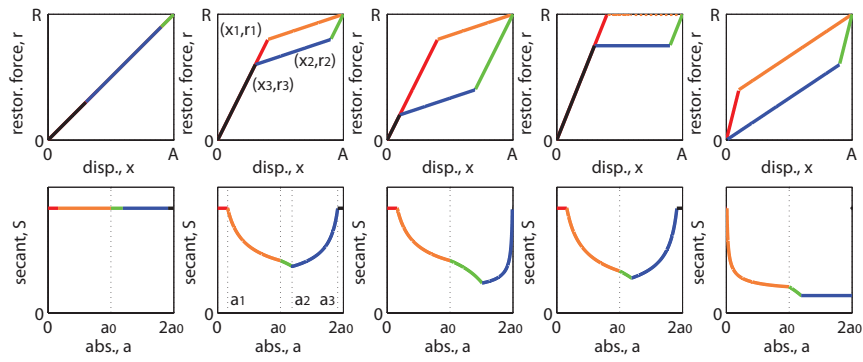 restor. force, r
R
0
0
A
disp., x
restor. force, r
R
0
(x1,r1)
(x2,r2)
(x3,r3)
0
A
disp., x
restor. force, r
R
0
0
A
disp., x
restor. force, r
R
0
0
A
disp., x
restor. force, r
R
0
0
A
disp., x
secant, S
0
0
a0
2a0
abs., a
secant, S
0
a1
a2
a3
0
a0
2a0
abs., a
secant, S
0
0
a0
2a0
abs., a
secant, S
0
0
a0
2a0
abs., a
secant, S
0
0
a0
2a0
abs., a